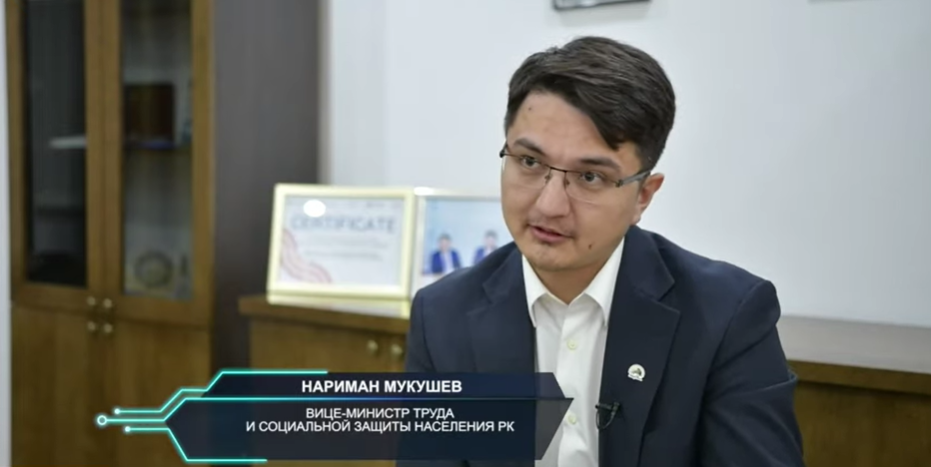 CERTIFICATE
НАРИМАН МУКУШЕВ
ВИЦЕ-МИНИСТР ТРУДА
И СОЦИАЛЬНОЙ ЗАЩИТЫ НАСЕЛЕНИЯ РК